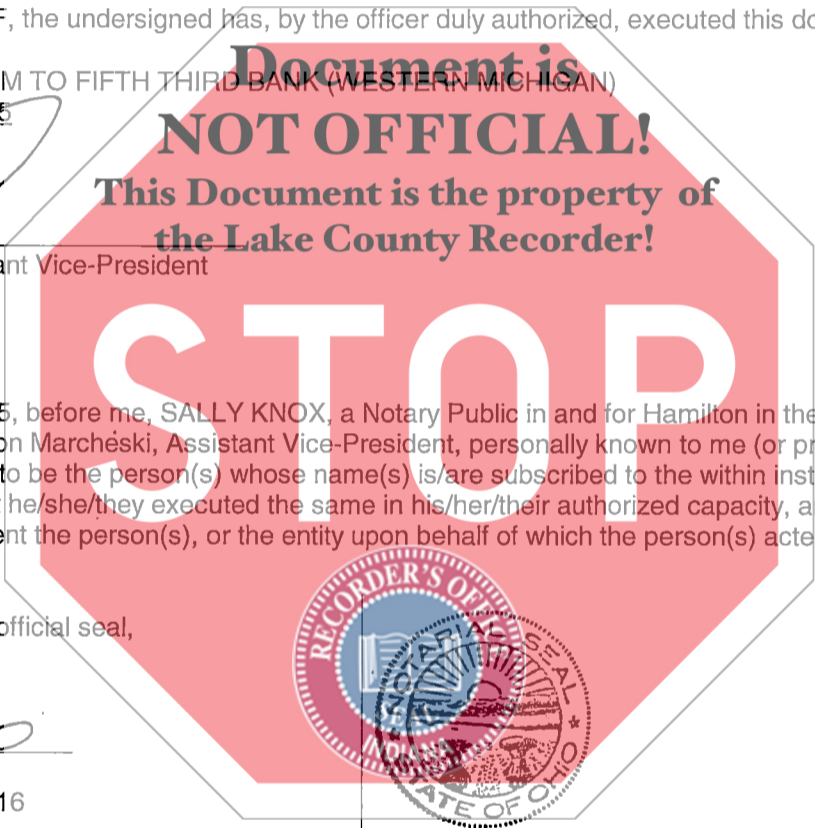 F, the undersigned has, by the officer duly authorized, executed this do
Document is
M TO FIFTH THIRD BANK (WESTERN MICHIGAN)
5
NOT OFFICIAL!
This Document is the property of
the Lake County Recorder!
ant Vice-President
STOP
5, before me, SALLY KNOX, a Notary Public in and for Hamilton in the
on Marcheski, Assistant Vice-President, personally known to me (or pr
to be the person(s) whose name(s) is/are subscribed to the within inst
he/she/they executed the same in his/her/their authorized capacity, a
ent the person(s), or the entity upon behalf of which the person(s) acte
RECORDER'S OFFICE
SEAL
INDIANA
official seal,
NOTARIAL SEAL
STATE OF OHIO
16